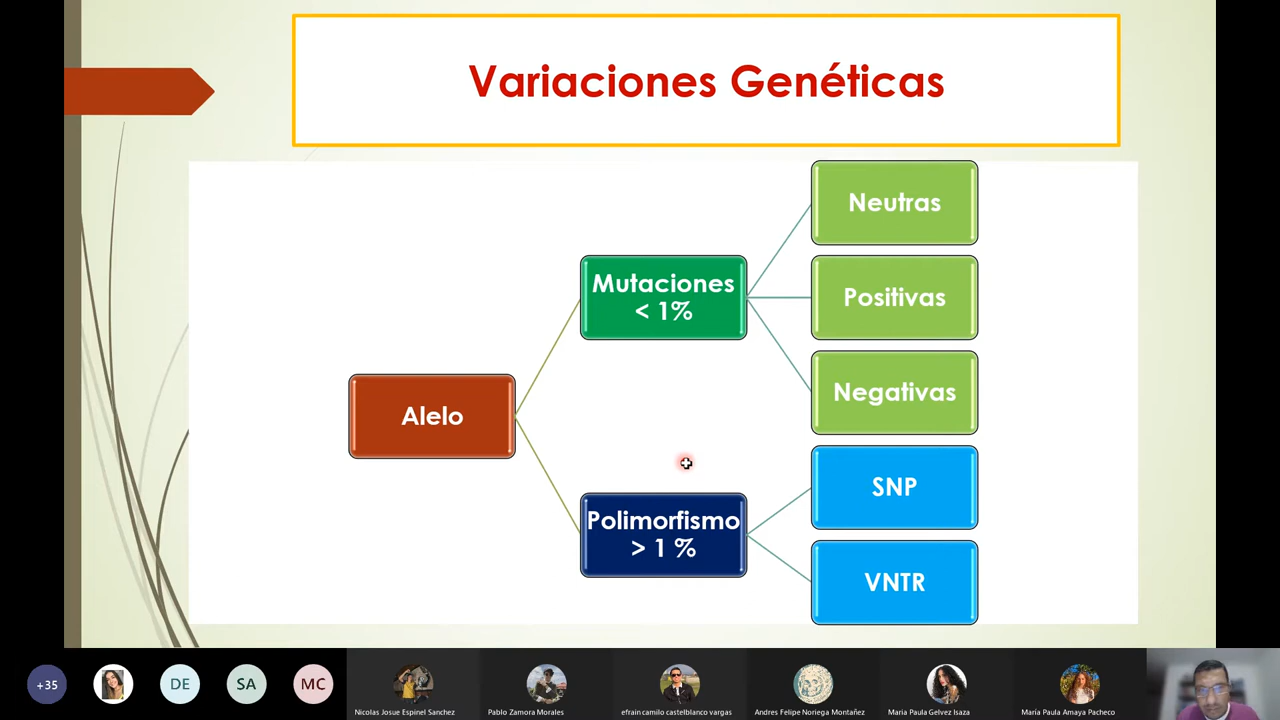 Variaciones Genéticas
Neutras
Mutaciones
< 1%
Positivas
Negativas
Alelo
SNP
Polimorfismo
> 1 %
VNTR
+35
DE
SA
MC
Nicolas Josue Espinel Sanchez
Pablo Zamora Morales
efrain camilo castelblanco vargas
Andres Felipe Noriega Montañez
Maria Paula Gelvez Isaza
María Paula Amaya Pacheco